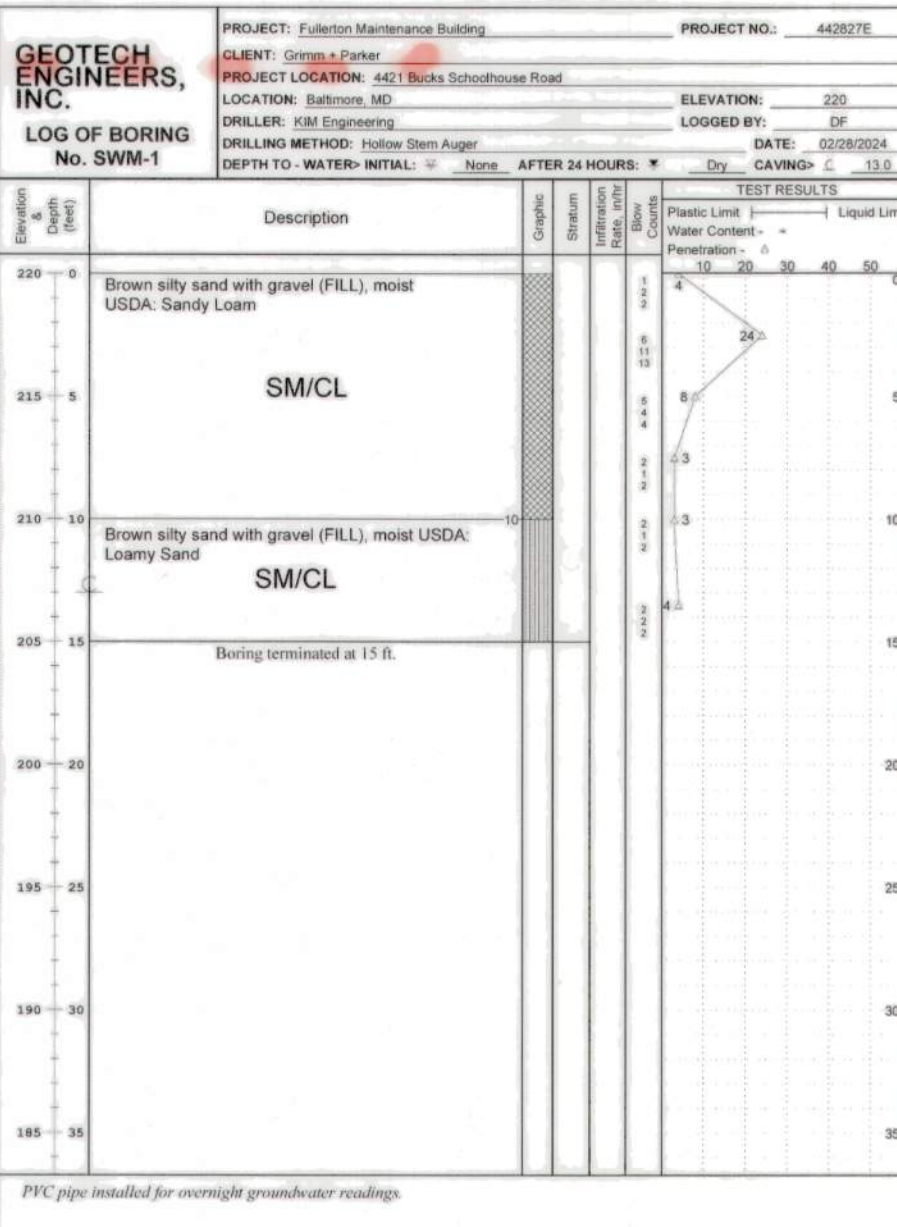 GEOTECH
ENGINEERS,
INC.
LOG OF BORING
No. SWM-1
PROJECT: Fullerton Maintenance Building PROJECT NO.: 442827E
CLIENT: Grimm + Parker
PROJECT LOCATION: 4421 Bucks Schoolhouse Road
LOCATION: Baltimore, MD ELEVATION: 220
DRILLER: KIM Engineering LOGGED BY: DF
DRILLING METHOD: Hollow Stem Auger DATE: 02/28/2024
DEPTH TO - WATER> INITIAL: None AFTER 24 HOURS: Dry CAVING> C 13.0
Elevation
&
Depth
(feet)
Description
Graphic
Stratum
Infiltration
Rate, in/hr
Blow
Counts
TEST RESULTS
Plastic Limit Liquid Lim
Water Content -
Penetration -
10 20 30 40 50
220 0
Brown silty sand with gravel (FILL), moist
USDA: Sandy Loam
1
2
2
4
0
6
11
13
24
SM/CL
215 5
5
4
4
8
5
2
1
2
3
210 10
10
2
1
2
3
10
Brown silty sand with gravel (FILL), moist USDA:
Loamy Sand
SM/CL
C
2
2
2
4
205 15
15
Boring terminated at 15 ft.
200 20
20
195 25
25
190 30
30
185 35
35
PVC pipe installed for overnight groundwater readings.